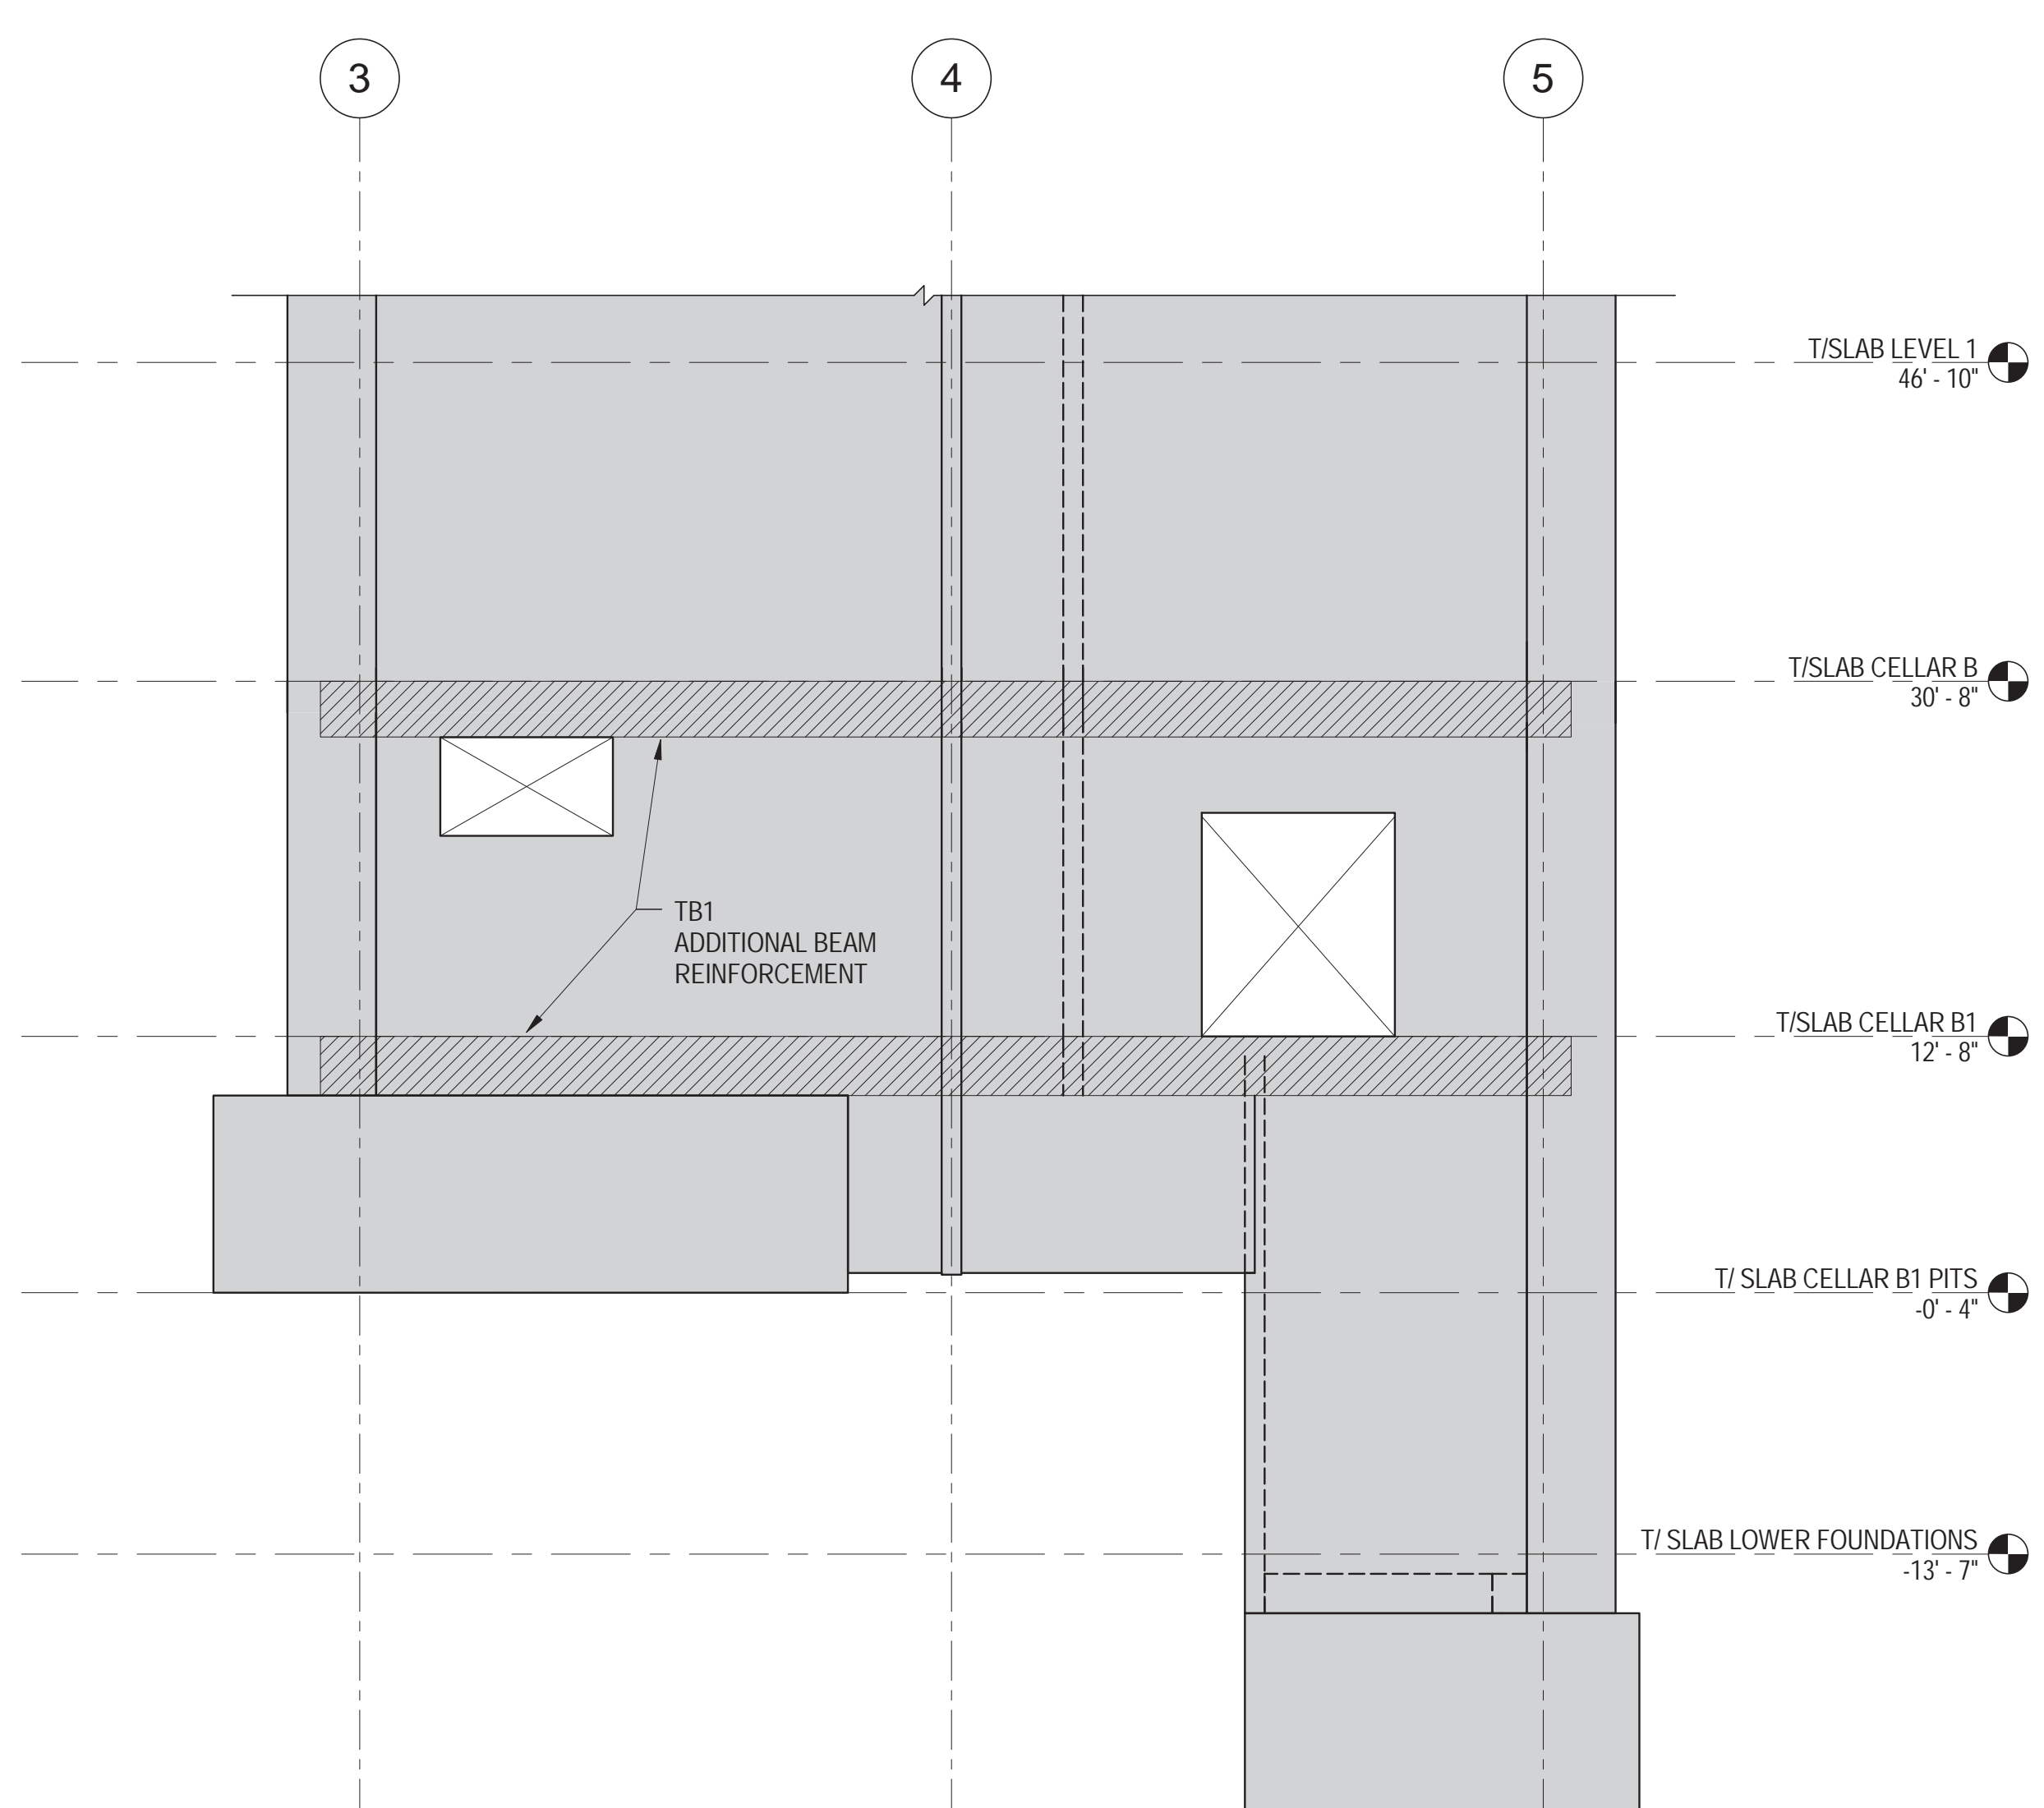 3
4
5
T/SLAB LEVEL 1
46' - 10"
T/SLAB CELLAR B
30' - 8"
TB1
ADDITIONAL BEAM
REINFORCEMENT
T/SLAB CELLAR B1
12' - 8"
T/ SLAB CELLAR B1 PITS
-0' - 4"
T/ SLAB LOWER FOUNDATIONS
-13' - 7"